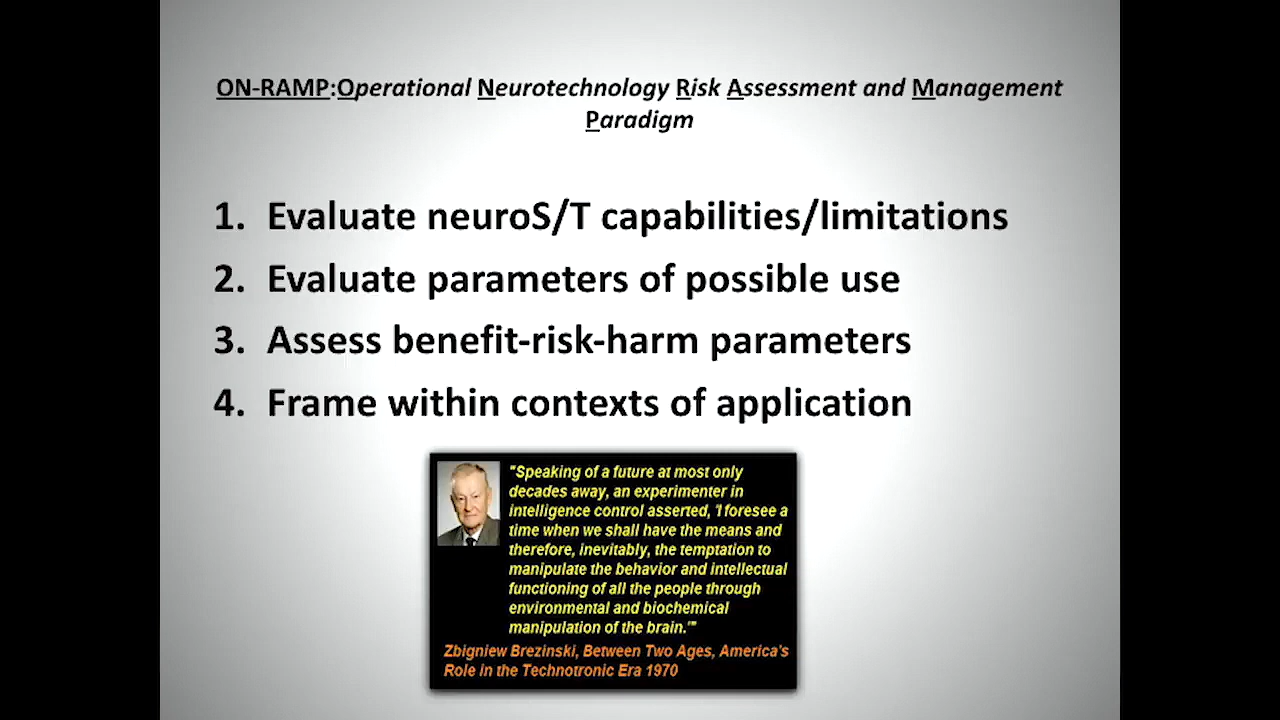 ON-RAMP:Operational Neurotechnology Risk Assessment and Management
Paradigm
1. Evaluate neuroS/T capabilities/limitations
2. Evaluate parameters of possible use
3. Assess benefit-risk-harm parameters
4. Frame within contexts of application
"Speaking of a future at most only
decades away, an experimenter in
intelligence control asserted, 'I foresee a
time when we shall have the means and
therefore, inevitably, the temptation to
manipulate the behavior and intellectual
functioning of all the people through
environmental and biochemical
manipulation of the brain.'"
Zbigniew Brezinski, Between Two Ages, America's
Role in the Technotronic Era 1970